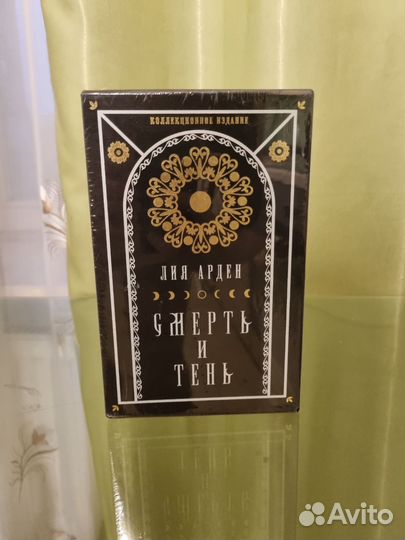 КОЛЛЕКЦИОННОЕ ИЗДАНИЕ
ЛИЯ АРДЕН
СМЕРТЬ
И
ТЕНЬ
Avito